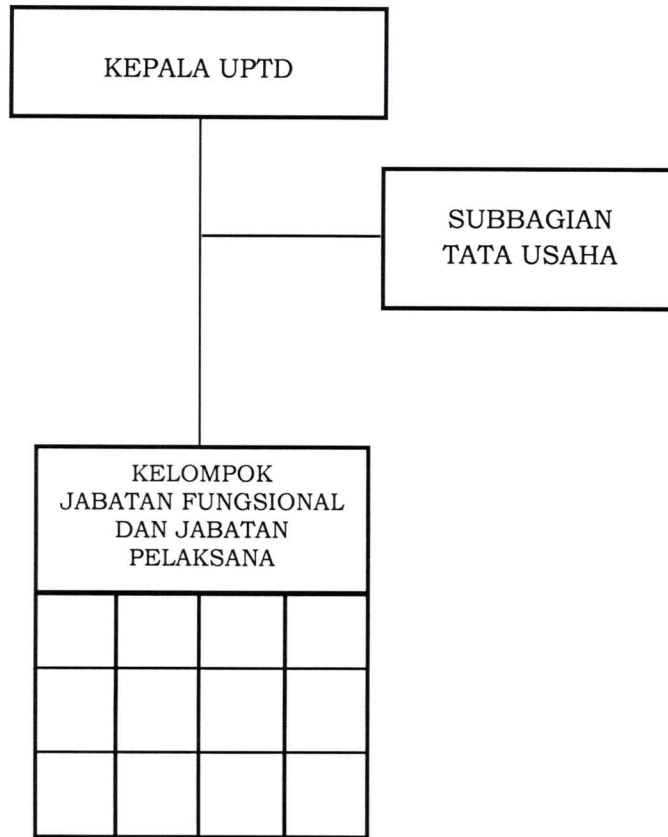 KEPALA UPTD
SUBBAGIAN
TATA USAHA
KELOMPOK
JABATAN FUNGSIONAL
DAN JABATAN
PELAKSANA